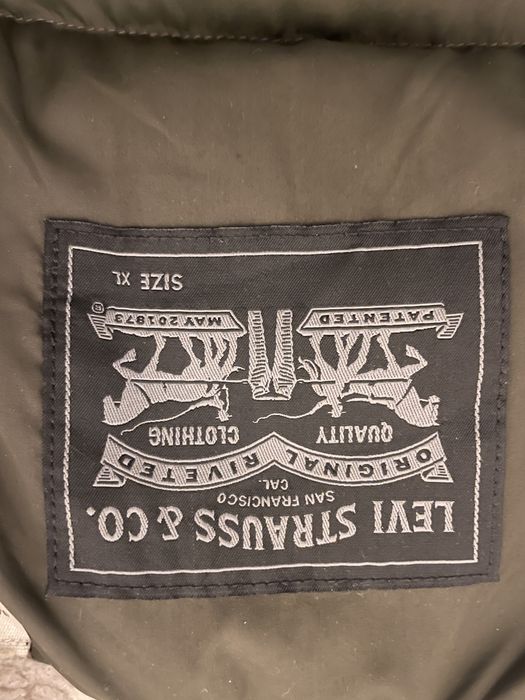 LEVI STRAUSS & CO.
SAN FRANCISCO
CAL.
ORIGINAL RIVETED
QUALITY CLOTHING
PATENTED MAY 20 1873 ®
SIZE XL